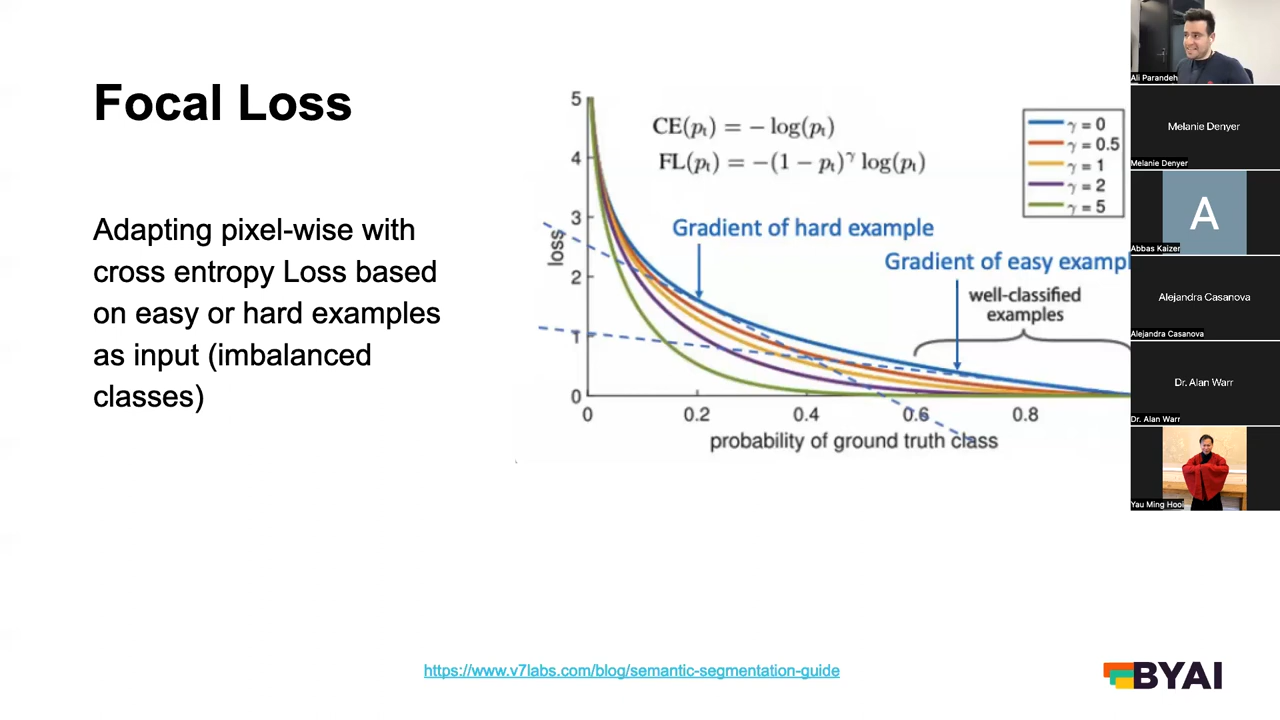 Focal Loss
Adapting pixel-wise with
cross entropy Loss based
on easy or hard examples
as input (imbalanced
classes)
CE(pₜ) = − log(pₜ)
FL(pₜ) = −(1 − pₜ)^γ log(pₜ)
γ = 0
γ = 0.5
γ = 1
γ = 2
γ = 5
Gradient of hard example
Gradient of easy exampl
well-classified
examples
loss
5
4
3
2
1
0
0 0.2 0.4 0.6 0.8
probability of ground truth class
https://www.v7labs.com/blog/semantic-segmentation-guide
BYAI
Ali Parandeh
Melanie Denyer
Melanie Denyer
A
Abbas Kaizer
Alejandra Casanova
Alejandra Casanova
Dr. Alan Warr
Dr. Alan Warr
Yau Ming Hooi